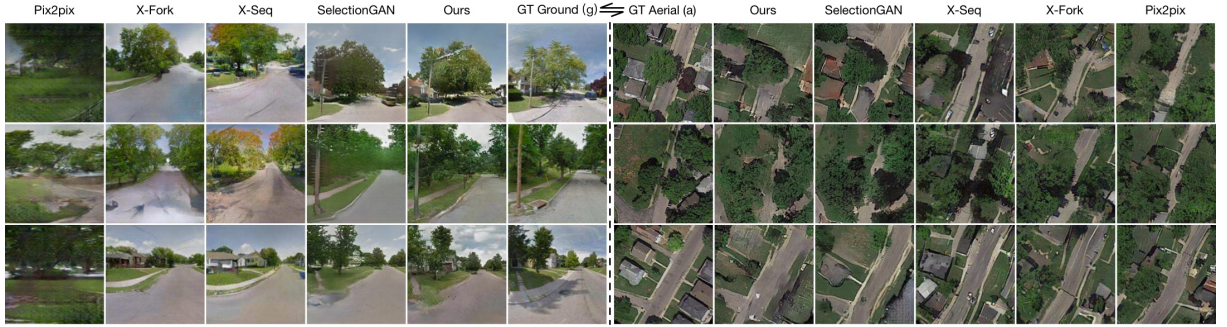 Pix2pix X-Fork X-Seq SelectionGAN Ours GT Ground (g) ⇌ GT Aerial (a) Ours SelectionGAN X-Seq X-Fork Pix2pix